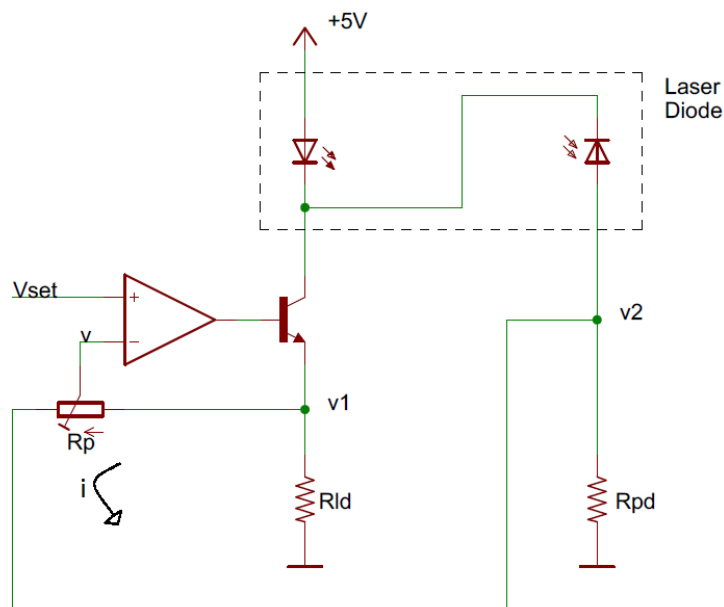 +5V
Laser
Diode
Vset
+
v
−
v2
v1
Rp
i
Rld
Rpd